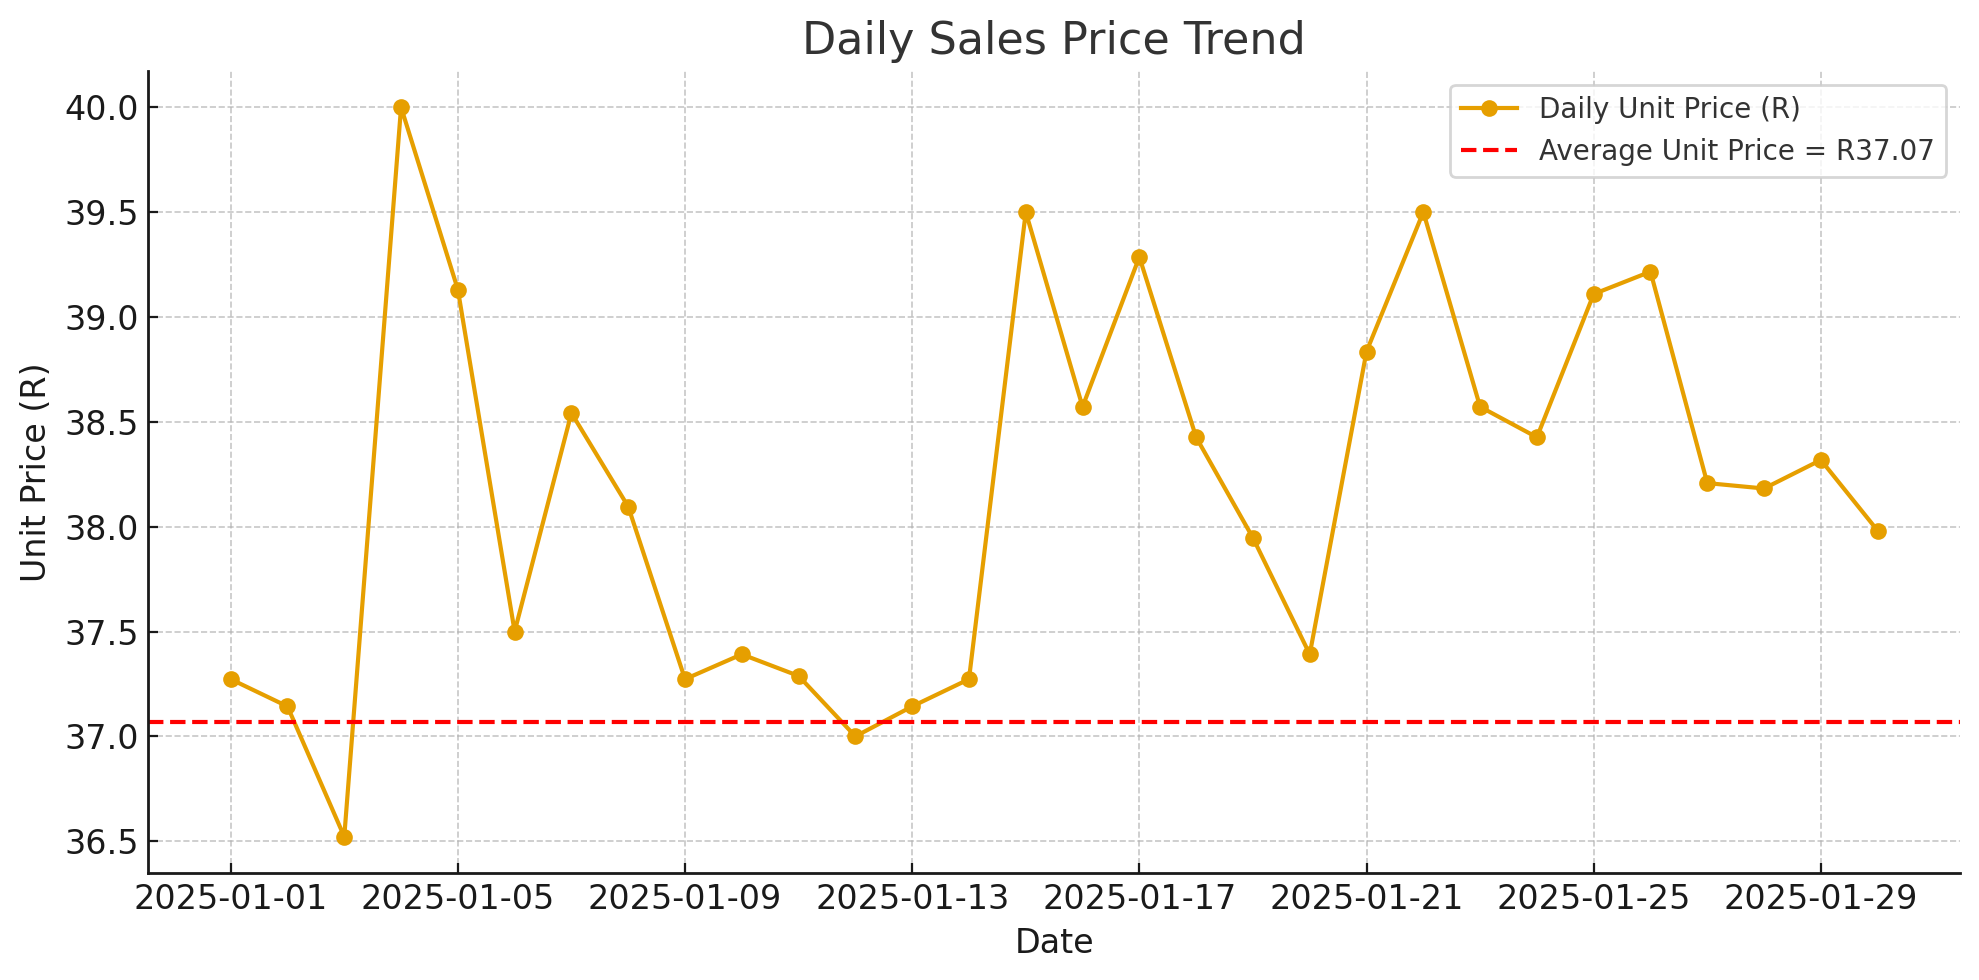 Daily Sales Price Trend
Daily Unit Price (R)
Average Unit Price = R37.07
Unit Price (R)
40.0
39.5
39.0
38.5
38.0
37.5
37.0
36.5
2025-01-01 2025-01-05 2025-01-09 2025-01-13 2025-01-17 2025-01-21 2025-01-25 2025-01-29
Date